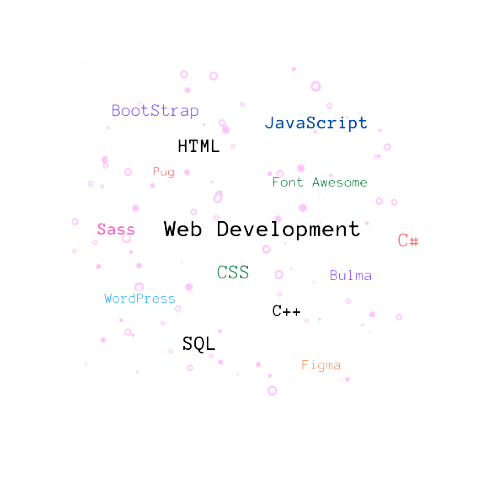 BootStrap
JavaScript
HTML
Pug
Font Awesome
Sass
Web Development
C#
CSS
Bulma
WordPress
C++
SQL
Figma